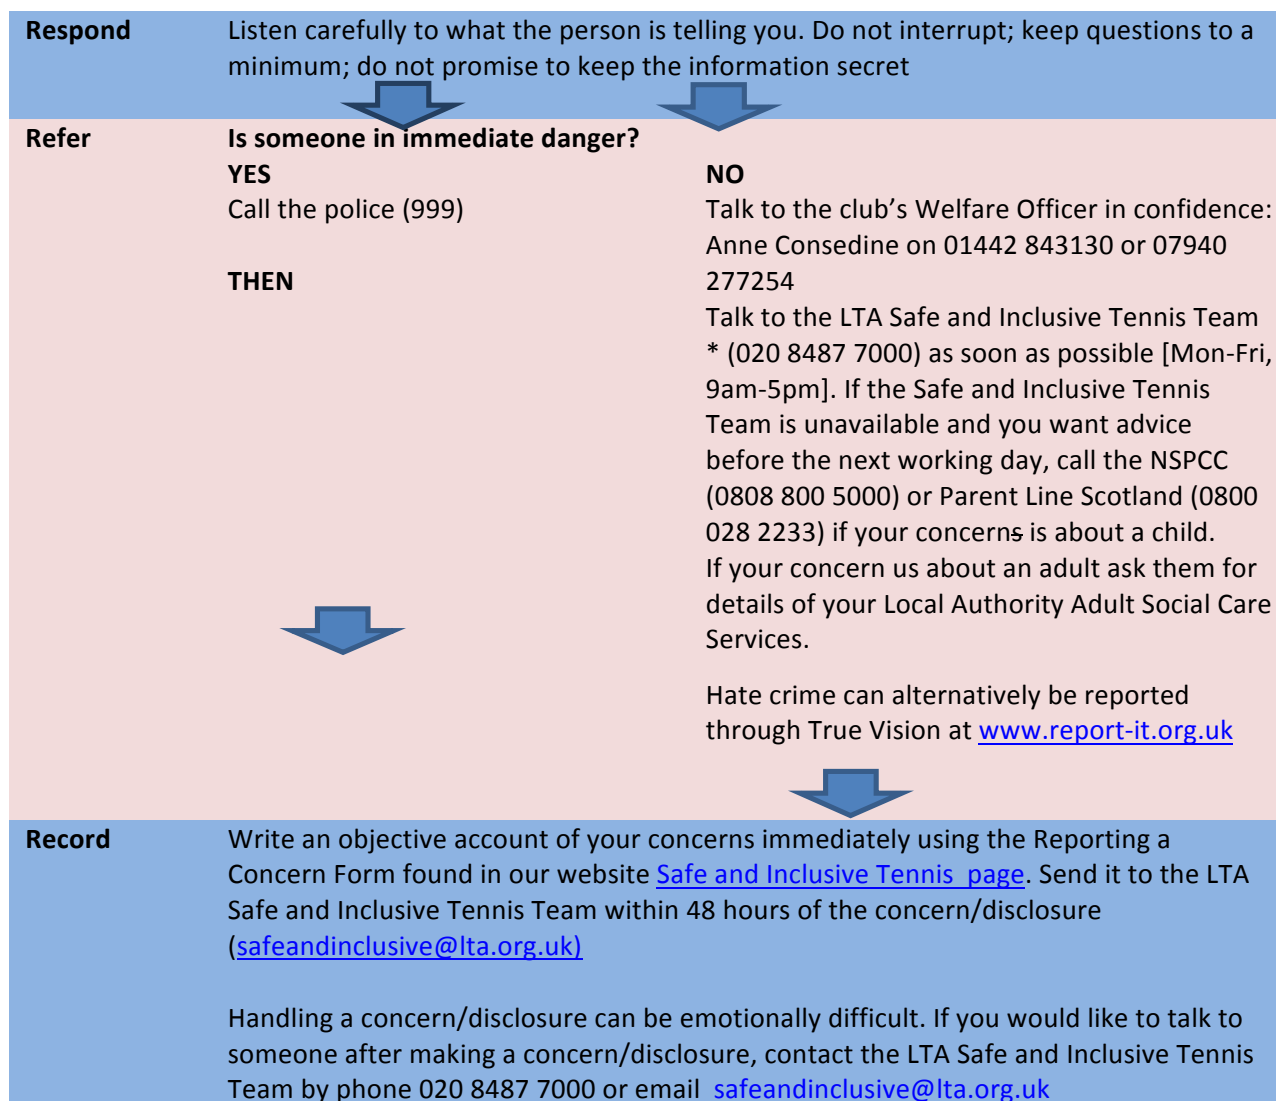 Respond
Listen carefully to what the person is telling you. Do not interrupt; keep questions to a
minimum; do not promise to keep the information secret
Refer
Is someone in immediate danger?
YES
Call the police (999)
THEN
NO
Talk to the club’s Welfare Officer in confidence:
Anne Consedine on 01442 843130 or 07940
277254
Talk to the LTA Safe and Inclusive Tennis Team
* (020 8487 7000) as soon as possible [Mon-Fri,
9am-5pm]. If the Safe and Inclusive Tennis
Team is unavailable and you want advice
before the next working day, call the NSPCC
(0808 800 5000) or Parent Line Scotland (0800
028 2233) if your concerns is about a child.
If your concern us about an adult ask them for
details of your Local Authority Adult Social Care
Services.
Hate crime can alternatively be reported
through True Vision at www.report-it.org.uk
Record
Write an objective account of your concerns immediately using the Reporting a
Concern Form found in our website Safe and Inclusive Tennis  page. Send it to the LTA
Safe and Inclusive Tennis Team within 48 hours of the concern/disclosure
(safeandinclusive@lta.org.uk)
Handling a concern/disclosure can be emotionally difficult. If you would like to talk to
someone after making a concern/disclosure, contact the LTA Safe and Inclusive Tennis
Team by phone 020 8487 7000 or email  safeandinclusive@lta.org.uk